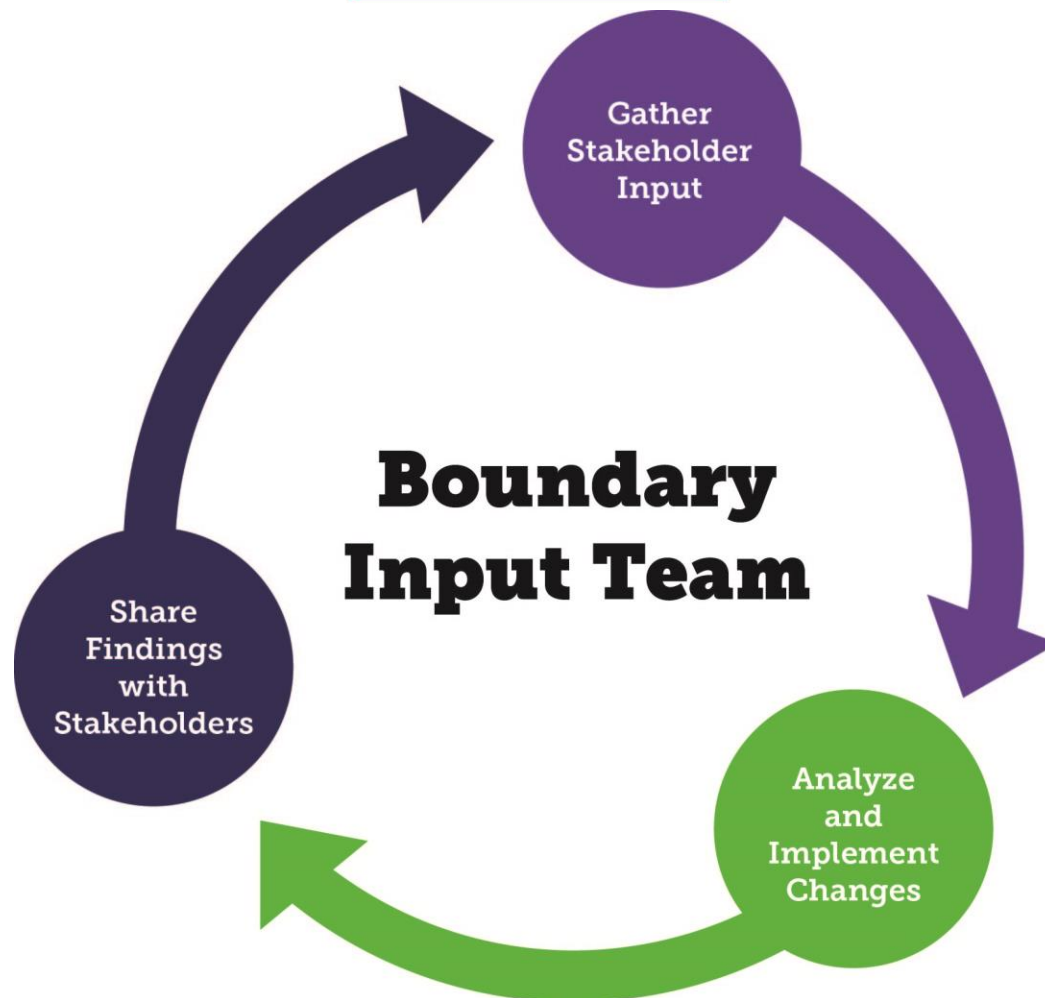 Gather
Stakeholder
Input
Boundary
Input Team
Share
Findings
with
Stakeholders
Analyze
and
Implement
Changes